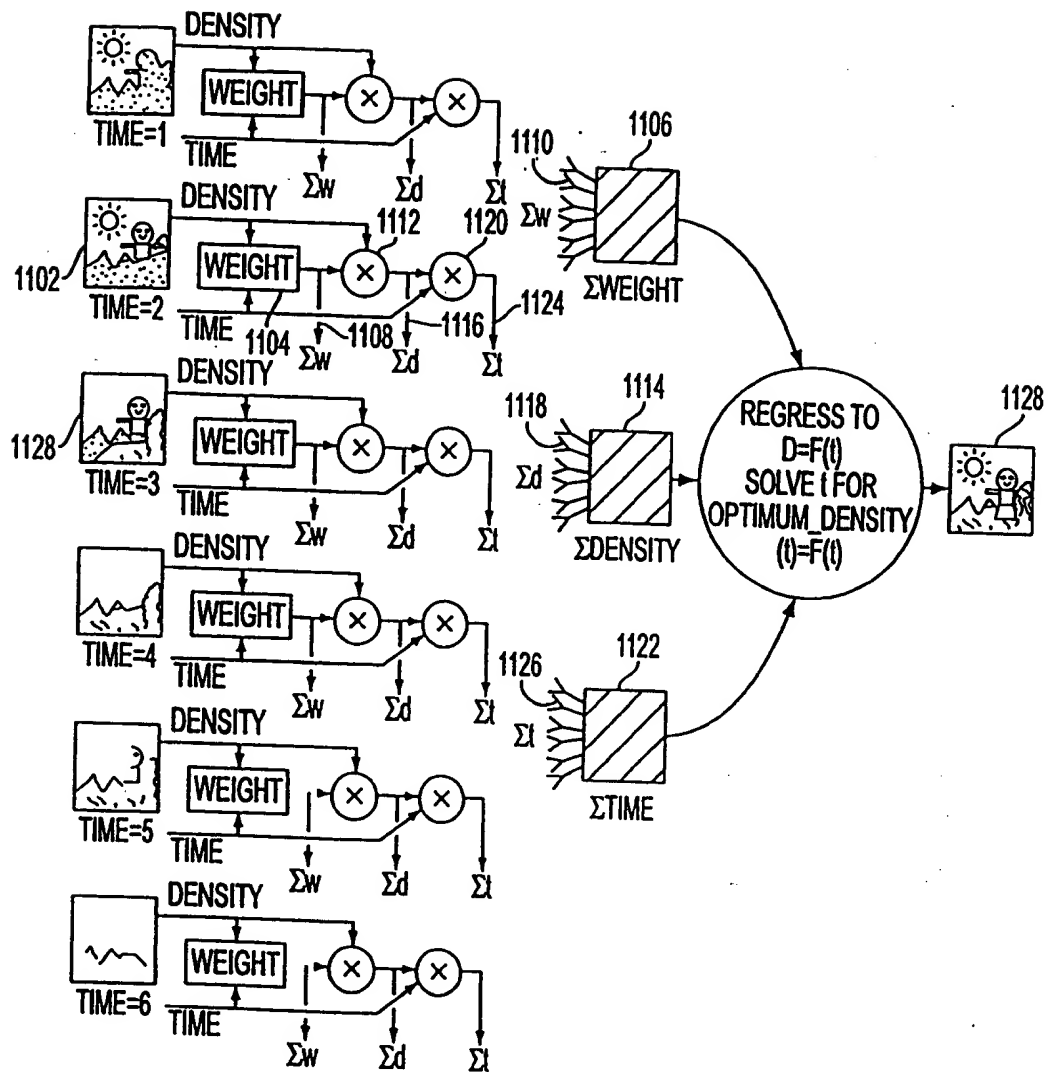 DENSITY
WEIGHT
×
×
TIME=1
TIME
Σw
Σd
Σt
DENSITY
1112
1120
WEIGHT
×
×
1102
TIME=2
TIME
1104
1108
1116
1124
Σw
Σd
Σt
DENSITY
WEIGHT
×
×
1128
TIME=3
TIME
Σw
Σd
Σt
DENSITY
WEIGHT
×
×
TIME=4
TIME
Σw
Σd
Σt
DENSITY
WEIGHT
×
×
TIME=5
TIME
Σw
Σd
Σt
DENSITY
WEIGHT
×
×
TIME=6
TIME
Σw
Σd
Σt
1110
1106
Σw
ΣWEIGHT
1118
1114
Σd
ΣDENSITY
1126
1122
Σt
ΣTIME
REGRESS TO
D=F(t)
SOLVE t FOR
OPTIMUM_DENSITY
(t)=F(t)
1128